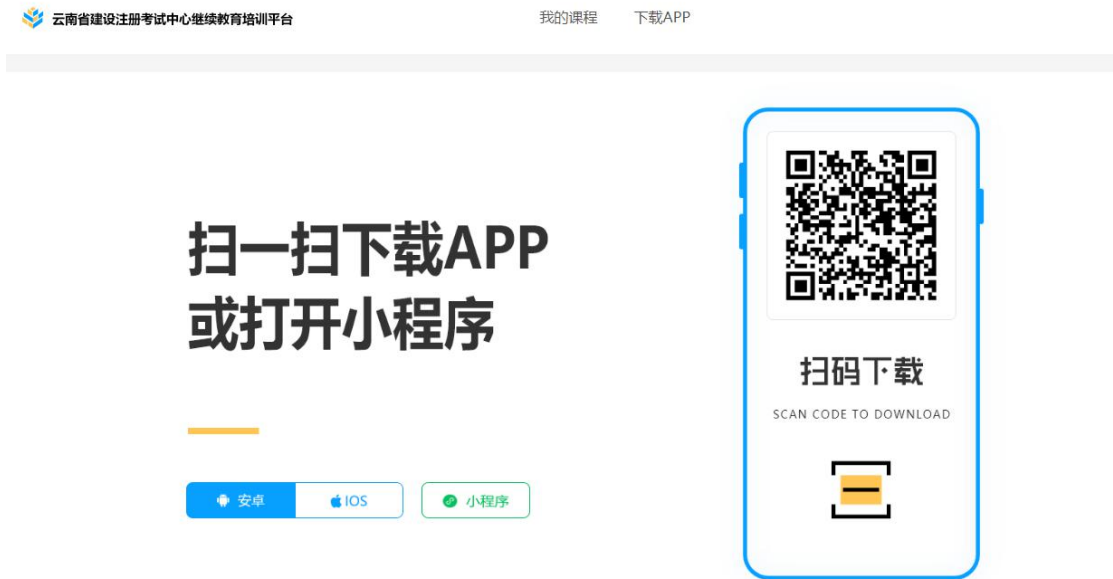 云南省建设注册考试中心继续教育培训平台
我的课程
下载APP
扫一扫下载APP
或打开小程序
安卓
IOS
小程序
扫码下载
SCAN CODE TO DOWNLOAD